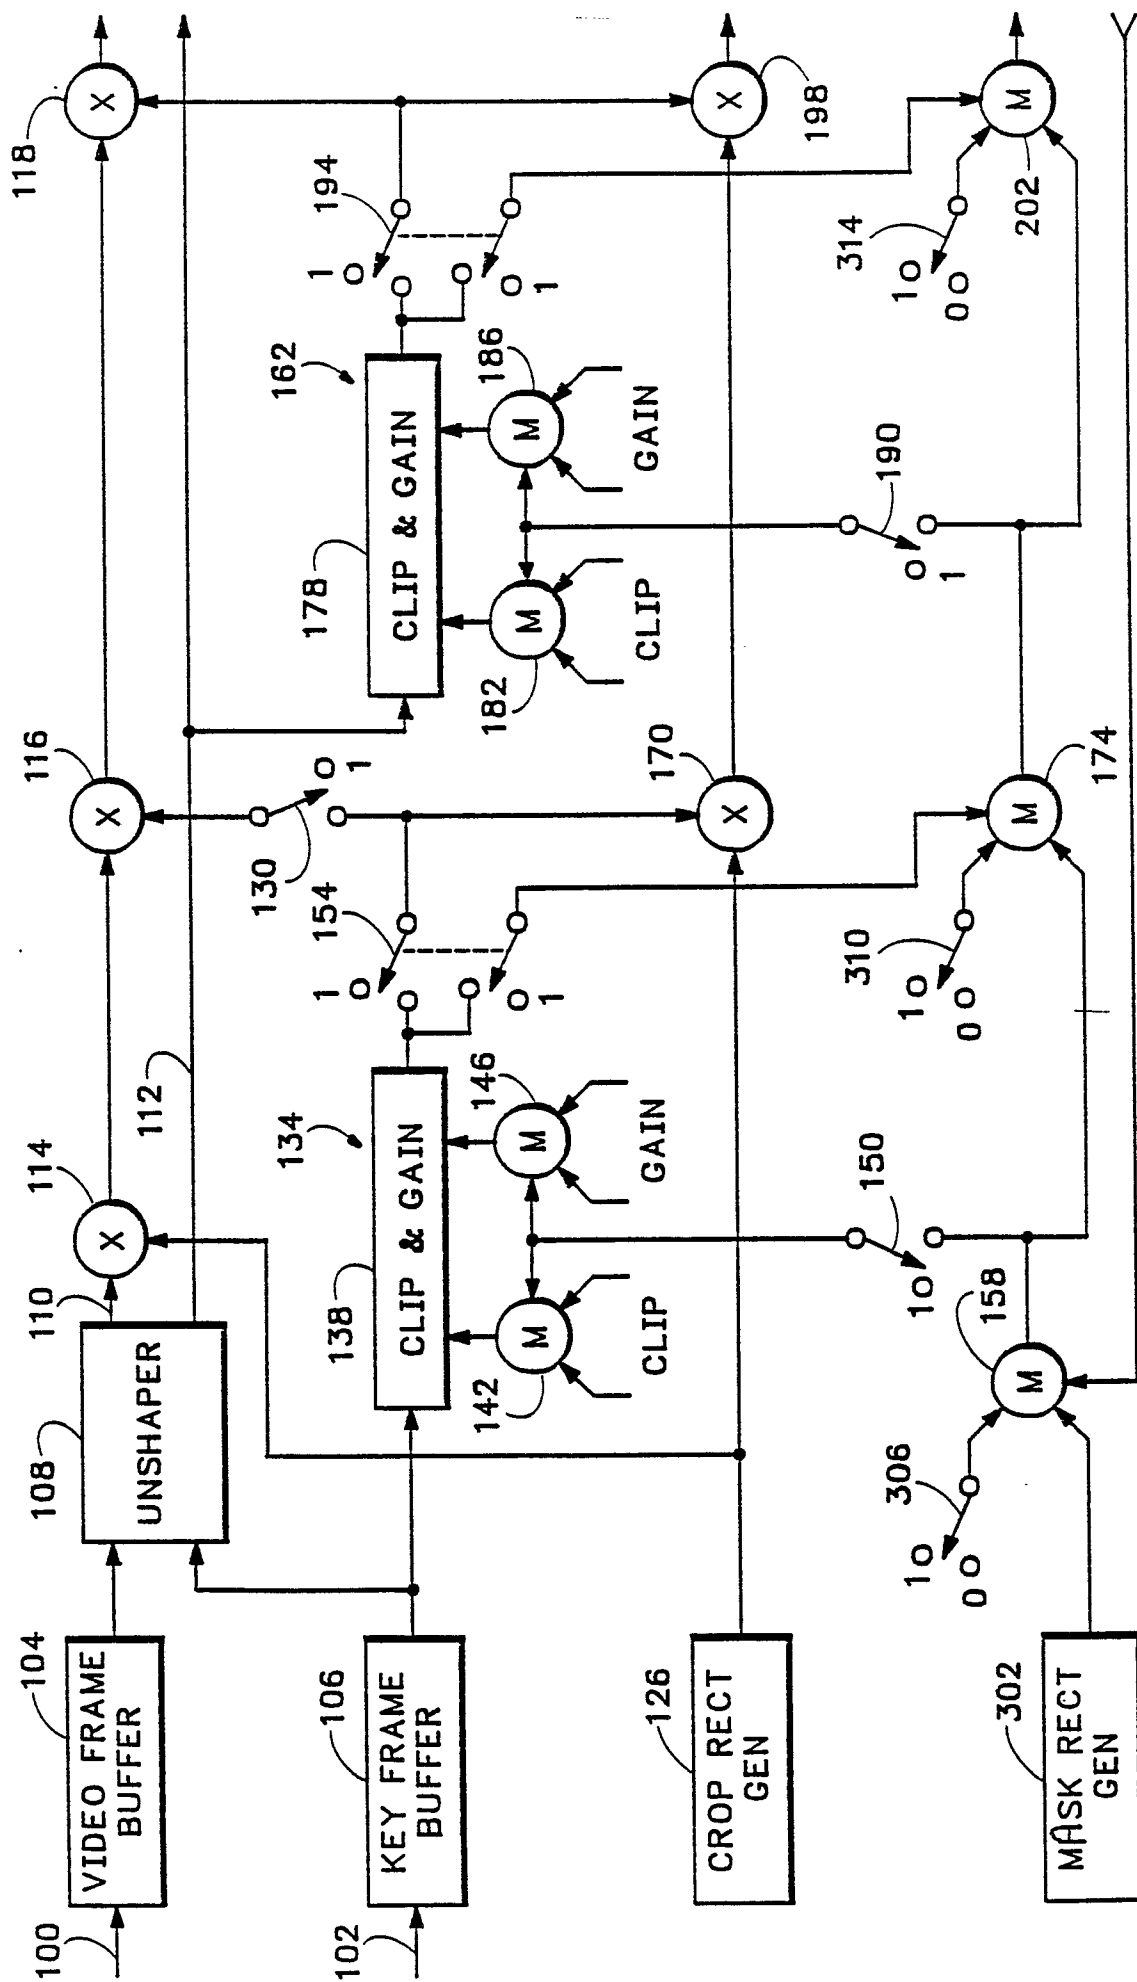 100
104
VIDEO FRAME
BUFFER
108
UNSHAPER
110
114
X
112
116
X
118
X
102
106
KEY FRAME
BUFFER
134
138
CLIP & GAIN
142
M
CLIP
146
M
GAIN
1
154
1
130
1
162
178
CLIP & GAIN
182
M
CLIP
186
M
GAIN
1
194
1
126
CROP RECT
GEN
170
X
198
X
150
1
190
1
302
MASK RECT
GEN
306
1
0
158
M
310
1
0
174
M
314
1
0
202
M